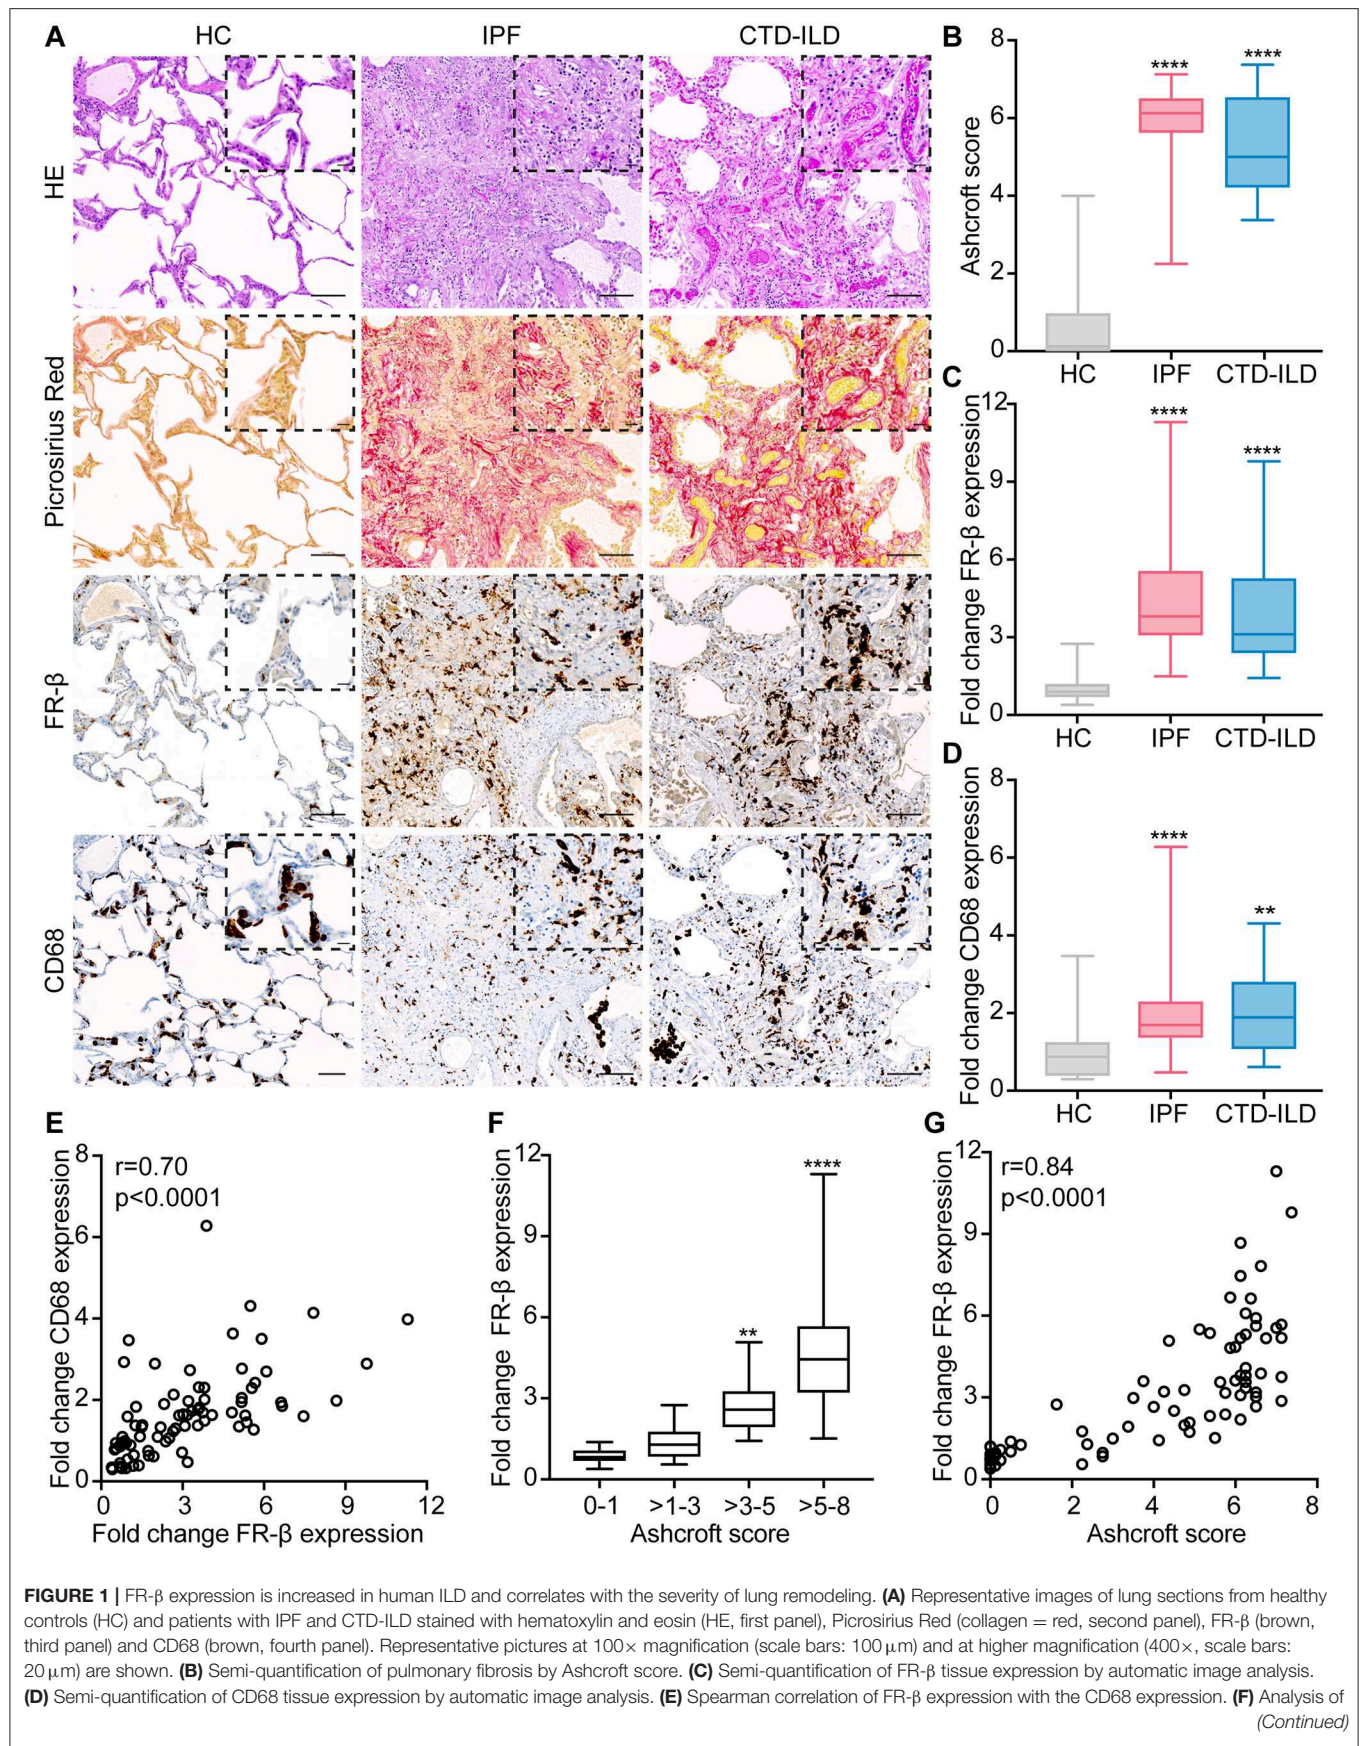 A
HC
IPF
CTD-ILD
HE
Picrosirius Red
FR-β
CD68
B
8
6
4
2
0
Ashcroft score
****
****
HC
IPF
CTD-ILD
C
12
9
6
3
0
Fold change FR-β expression
****
****
HC
IPF
CTD-ILD
D
8
6
4
2
0
Fold change CD68 expression
****
**
HC
IPF
CTD-ILD
E
8
6
4
2
0
Fold change CD68 expression
r=0.70
p<0.0001
0
3
6
9
12
Fold change FR-β expression
F
12
9
6
3
0
Fold change FR-β expression
**
****
0-1
>1-3
>3-5
>5-8
Ashcroft score
G
12
9
6
3
0
Fold change FR-β expression
r=0.84
p<0.0001
0
2
4
6
8
Ashcroft score
FIGURE 1 | FR-β expression is increased in human ILD and correlates with the severity of lung remodeling. (A) Representative images of lung sections from healthy
controls (HC) and patients with IPF and CTD-ILD stained with hematoxylin and eosin (HE, first panel), Picrosirius Red (collagen = red, second panel), FR-β (brown,
third panel) and CD68 (brown, fourth panel). Representative pictures at 100× magnification (scale bars: 100 μm) and at higher magnification (400×, scale bars:
20 μm) are shown. (B) Semi-quantification of pulmonary fibrosis by Ashcroft score. (C) Semi-quantification of FR-β tissue expression by automatic image analysis.
(D) Semi-quantification of CD68 tissue expression by automatic image analysis. (E) Spearman correlation of FR-β expression with the CD68 expression. (F) Analysis of
(Continued)